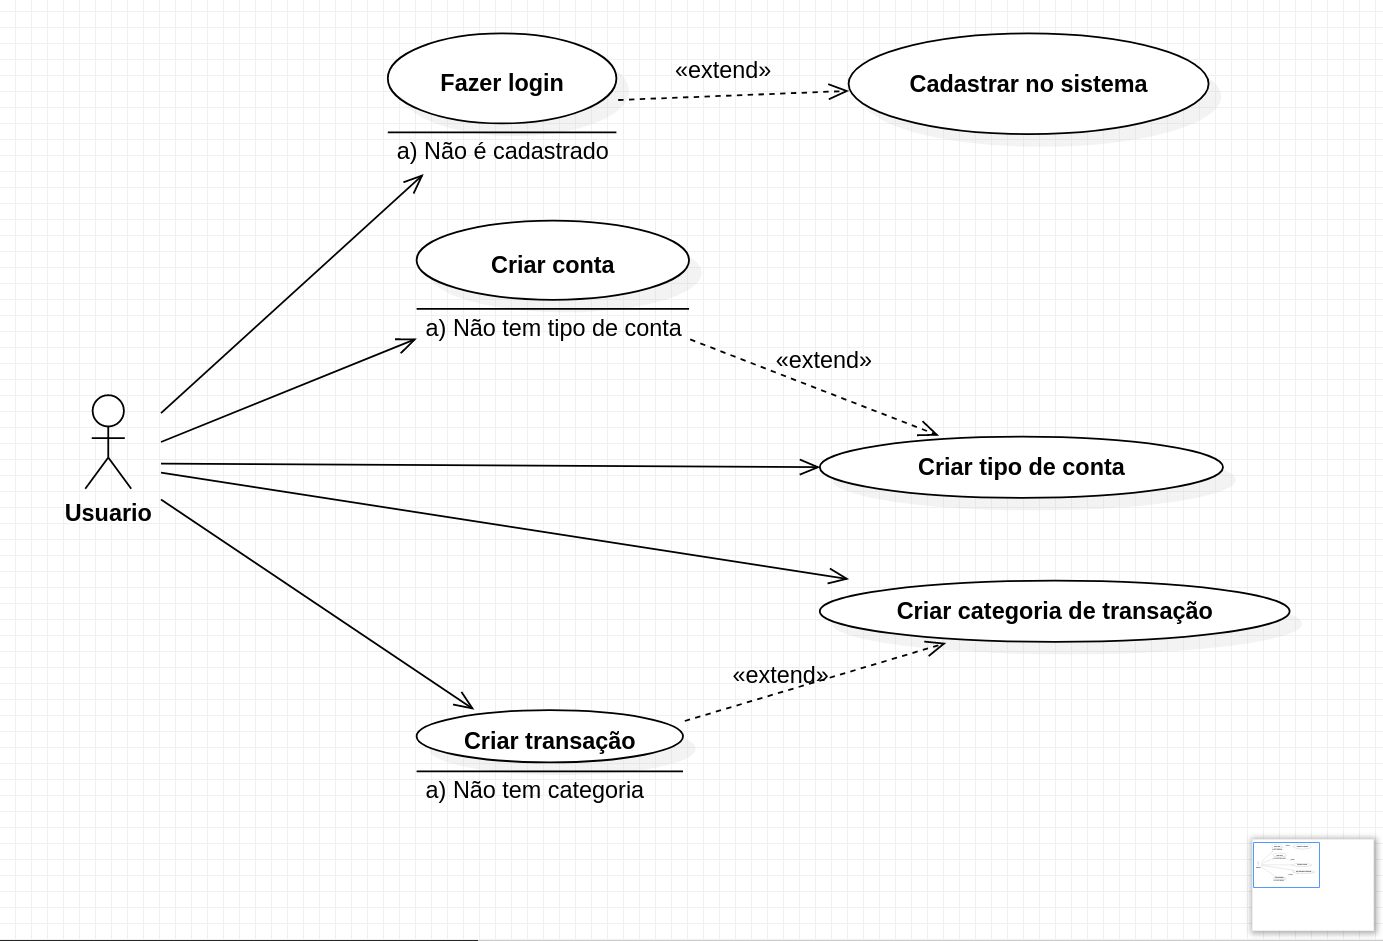 Fazer login
«extend»
Cadastrar no sistema
a) Não é cadastrado
Criar conta
a) Não tem tipo de conta
«extend»
Criar tipo de conta
Usuario
Criar categoria de transação
«extend»
Criar transação
a) Não tem categoria